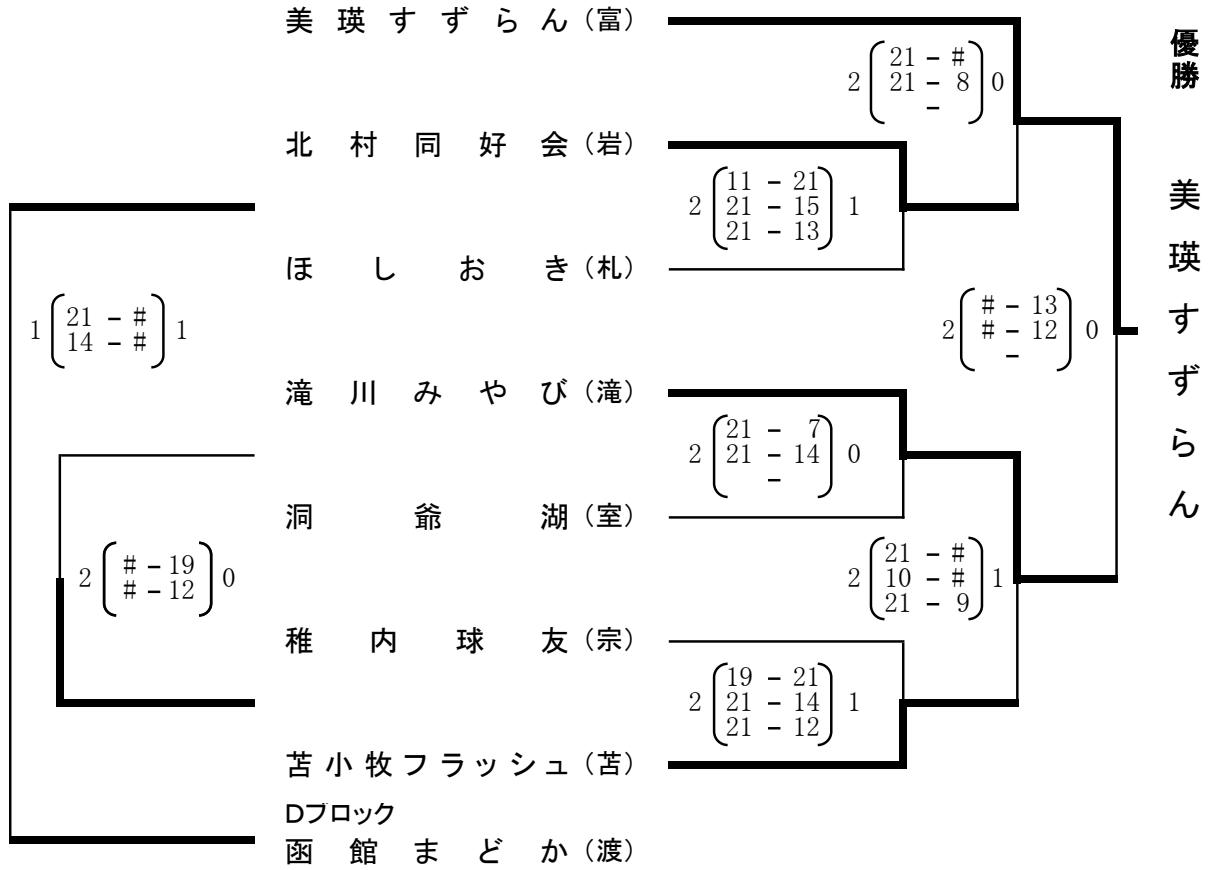 美瑛すずらん（富）
2 21 － # 0
21 － 8
－
北村同好会（岩）
2 11 － 21 1
21 － 15
21 － 13
ほしおき（札）
1 21 － # 1
14 － #
2 # － 13 0
# － 12
－
滝川みやび（滝）
2 21 － 7 0
21 － 14
－
洞爺湖（室）
2 # － 19 0
# － 12
2 21 － # 1
10 － #
21 － 9
稚内球友（宗）
2 19 － 21 1
21 － 14
21 － 12
苫小牧フラッシュ（苫）
Dブロック
函館まどか（渡）
優勝 美瑛すずらん